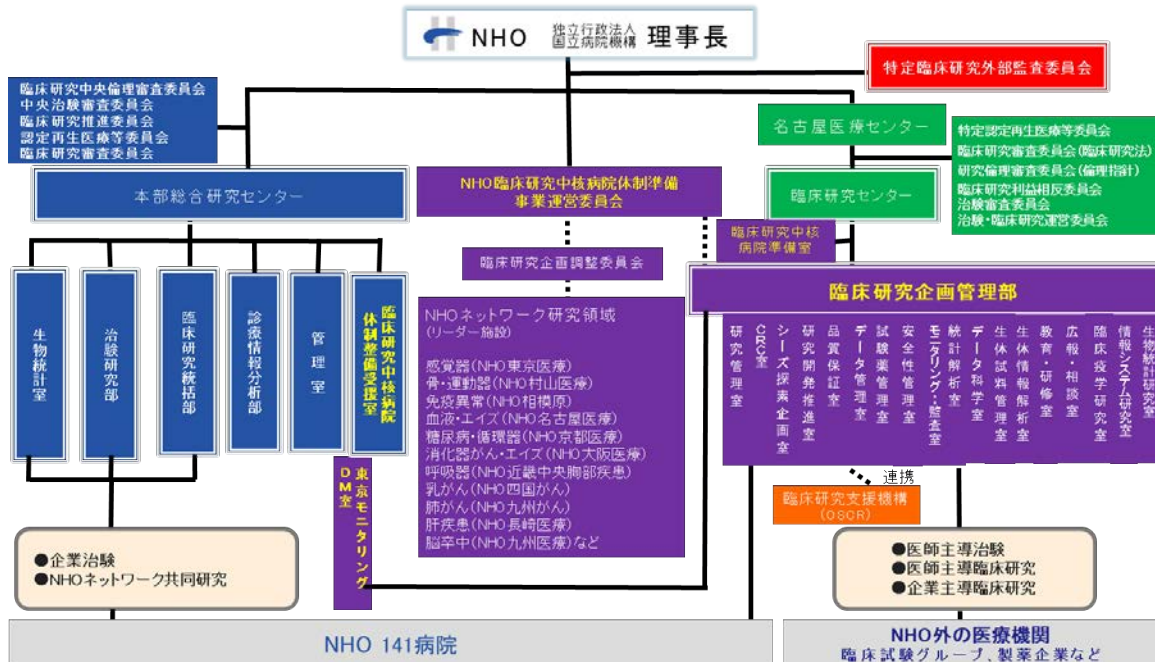 NHO 独立行政法人 国立病院機構 理事長
特定臨床研究外部監査委員会
臨床研究中央倫理審査委員会
中央治験審査委員会
臨床研究推進委員会
認定再生医療等委員会
臨床研究審査委員会
名古屋医療センター
特定認定再生医療等委員会
臨床研究審査委員会(臨床研究法)
研究倫理審査委員会(倫理指針)
臨床研究利益相反委員会
治験審査委員会
治験・臨床研究運営委員会
本部総合研究センター
NHO臨床研究中核病院体制準備
事業運営委員会
臨床研究センター
臨床研究中核
病院準備室
臨床研究企画調整委員会
臨床研究企画管理部
生物統計室
治験研究部
臨床研究統括部
診療情報分析部
管理室
臨床研究中核病院
体制整備受援室
NHOネットワーク研究領域
(リーダー施設)
感覚器(NHO東京医療)
骨・運動器(NHO村山医療)
免疫異常(NHO相模原)
血液・エイズ(NHO名古屋医療)
糖尿病・循環器(NHO京都医療)
消化器がん・エイズ(NHO大阪医療)
呼吸器(NHO近畿中央胸部疾患)
乳がん(NHO四国がん)
肺がん(NHO九州がん)
肝疾患(NHO長崎医療)
脳卒中(NHO九州医療)など
研究管理室
CRC室
シーズ探索企画室
研究開発推進室
品質保証室
データ管理室
試験薬管理室
安全性管理室
モニタリング・監査室
統計解析室
データ科学室
生体試料管理室
生体情報解析室
教育・研修室
広報・相談室
臨床疫学研究室
情報システム研究室
生物統計研究室
連携
臨床研究支援機構
(OSCR)
東京モニタリング
DM室
●企業治験
●NHOネットワーク共同研究
●医師主導治験
●医師主導臨床研究
●企業主導臨床研究
NHO 141病院
NHO外の医療機関
臨床試験グループ、製薬企業など